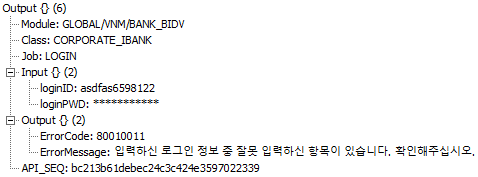 Output {} (6)
Module: GLOBAL/VNM/BANK_BIDV
Class: CORPORATE_IBANK
Job: LOGIN
Input {} (2)
loginID: asdfas6598122
loginPWD: ***********
Output {} (2)
ErrorCode: 80010011
ErrorMessage: 입력하신 로그인 정보 중 잘못 입력하신 항목이 있습니다. 확인해주십시오.
API_SEQ: bc213b61debec24c3c424e3597022339